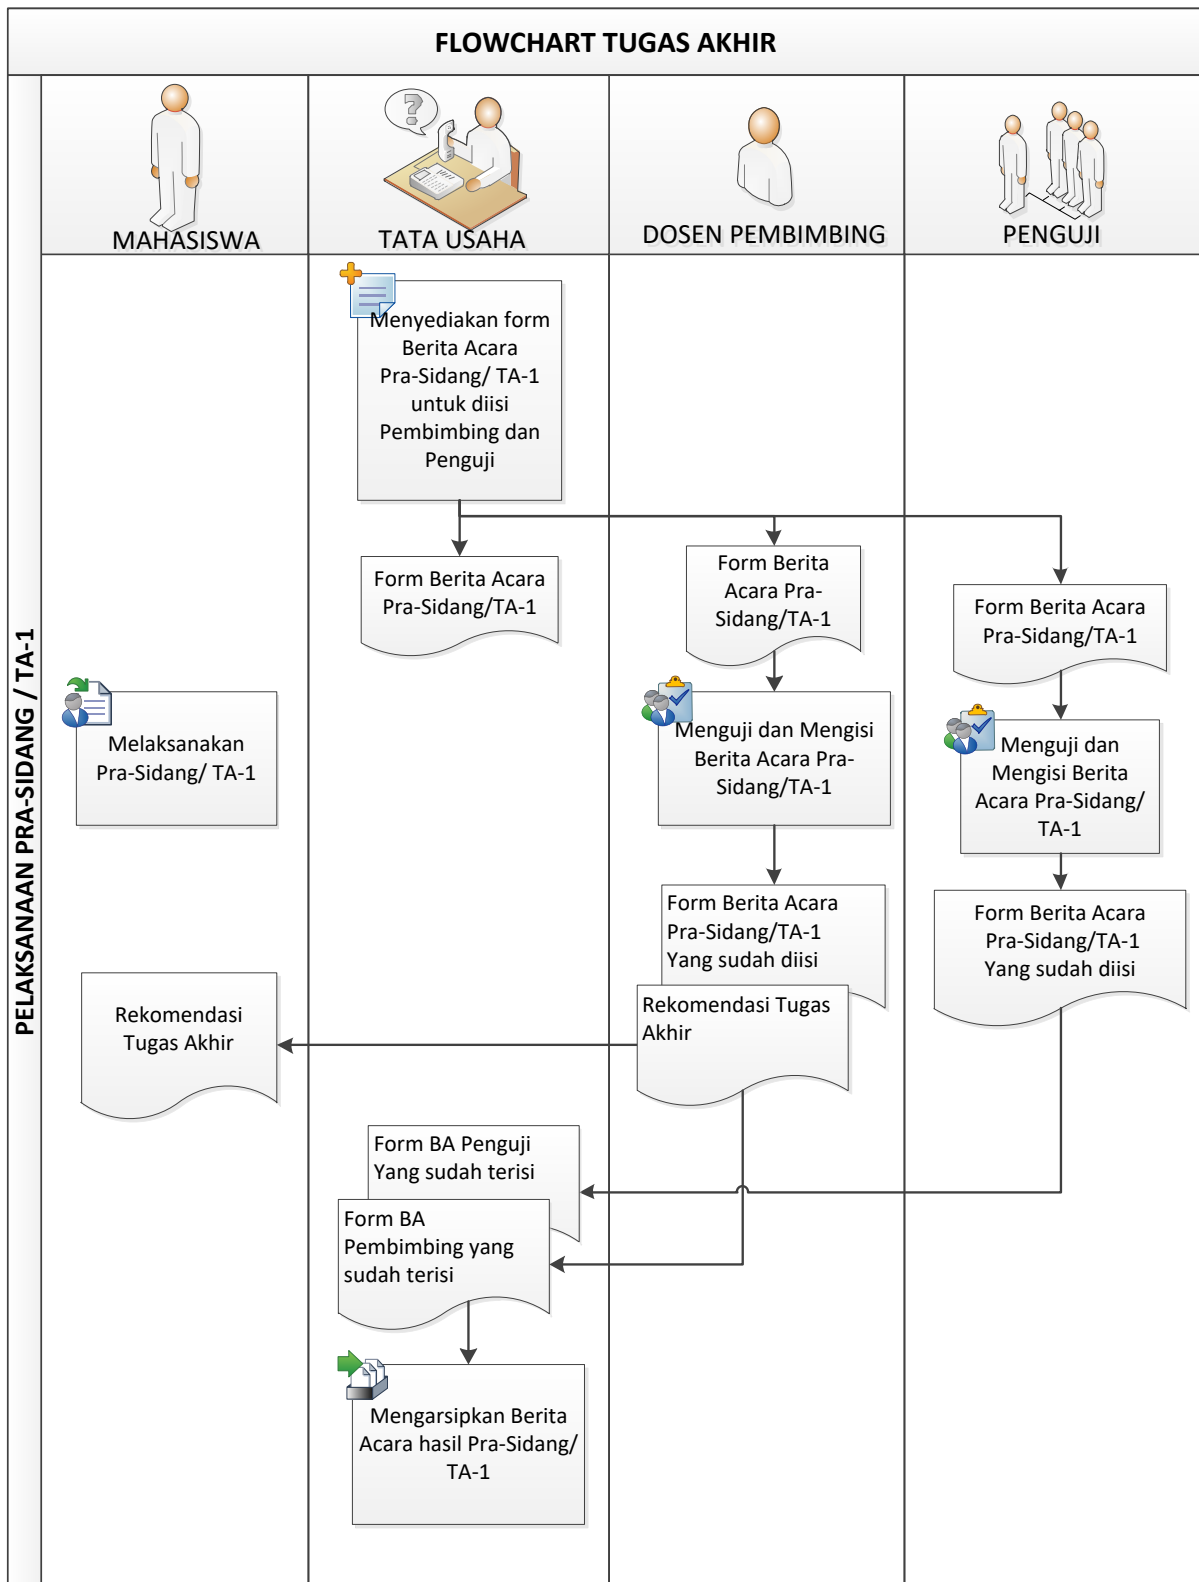 FLOWCHART TUGAS AKHIR
MAHASISWA
TATA USAHA
DOSEN PEMBIMBING
PENGUJI
PELAKSANAAN PRA-SIDANG / TA-1
?
Menyediakan form
Berita Acara
Pra-Sidang/ TA-1
untuk diisi
Pembimbing dan
Penguji
Form Berita Acara
Pra-Sidang/TA-1
Form Berita
Acara Pra-
Sidang/TA-1
Form Berita Acara
Pra-Sidang/TA-1
Melaksanakan
Pra-Sidang/ TA-1
Menguji dan Mengisi
Berita Acara Pra-
Sidang/TA-1
Menguji dan
Mengisi Berita
Acara Pra-Sidang/
TA-1
Form Berita Acara
Pra-Sidang/TA-1
Yang sudah diisi
Form Berita Acara
Pra-Sidang/TA-1
Yang sudah diisi
Rekomendasi
Tugas Akhir
Rekomendasi Tugas
Akhir
Form BA Penguji
Yang sudah terisi
Form BA
Pembimbing yang
sudah terisi
Mengarsipkan Berita
Acara hasil Pra-Sidang/
TA-1